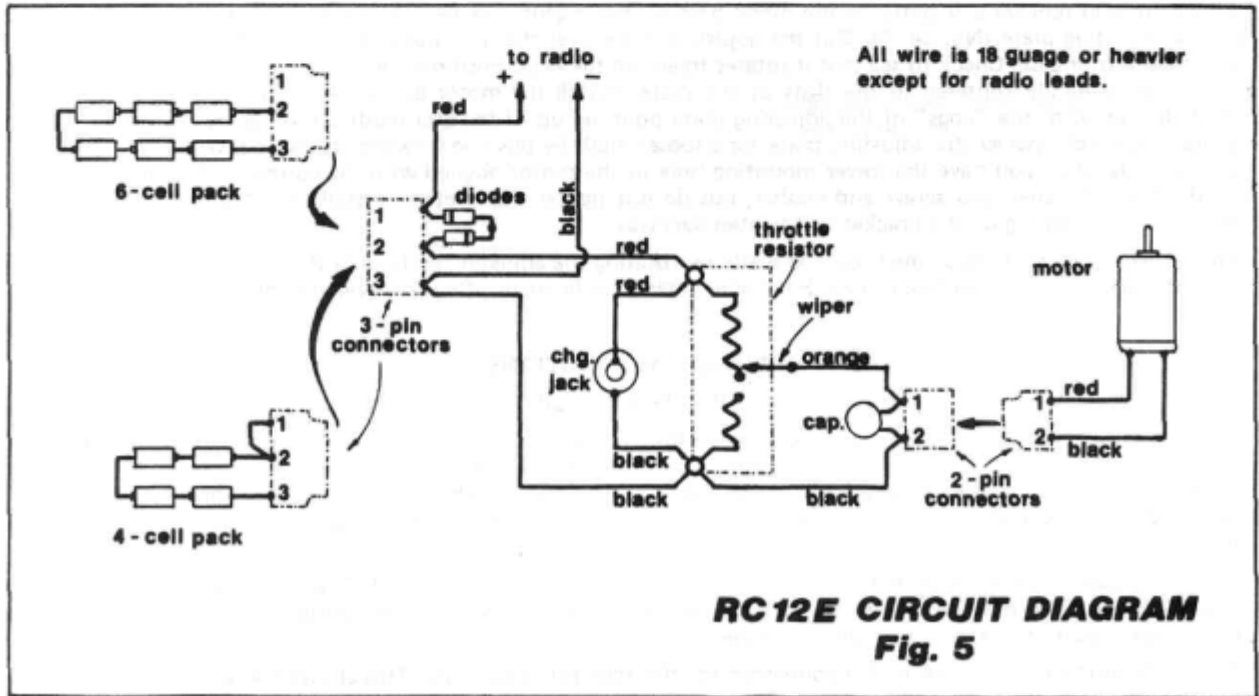 to radio
+ −
All wire is 18 guage or heavier
except for radio leads.
1
2
3
6-cell pack
red
diodes
black
1
2
3
3-pin
connectors
red
red
throttle
resistor
wiper
motor
chg.
jack
orange
1
2
cap.
1
2
red
black
2-pin
connectors
black
black
black
1
2
3
4-cell pack
RC12E CIRCUIT DIAGRAM
Fig. 5